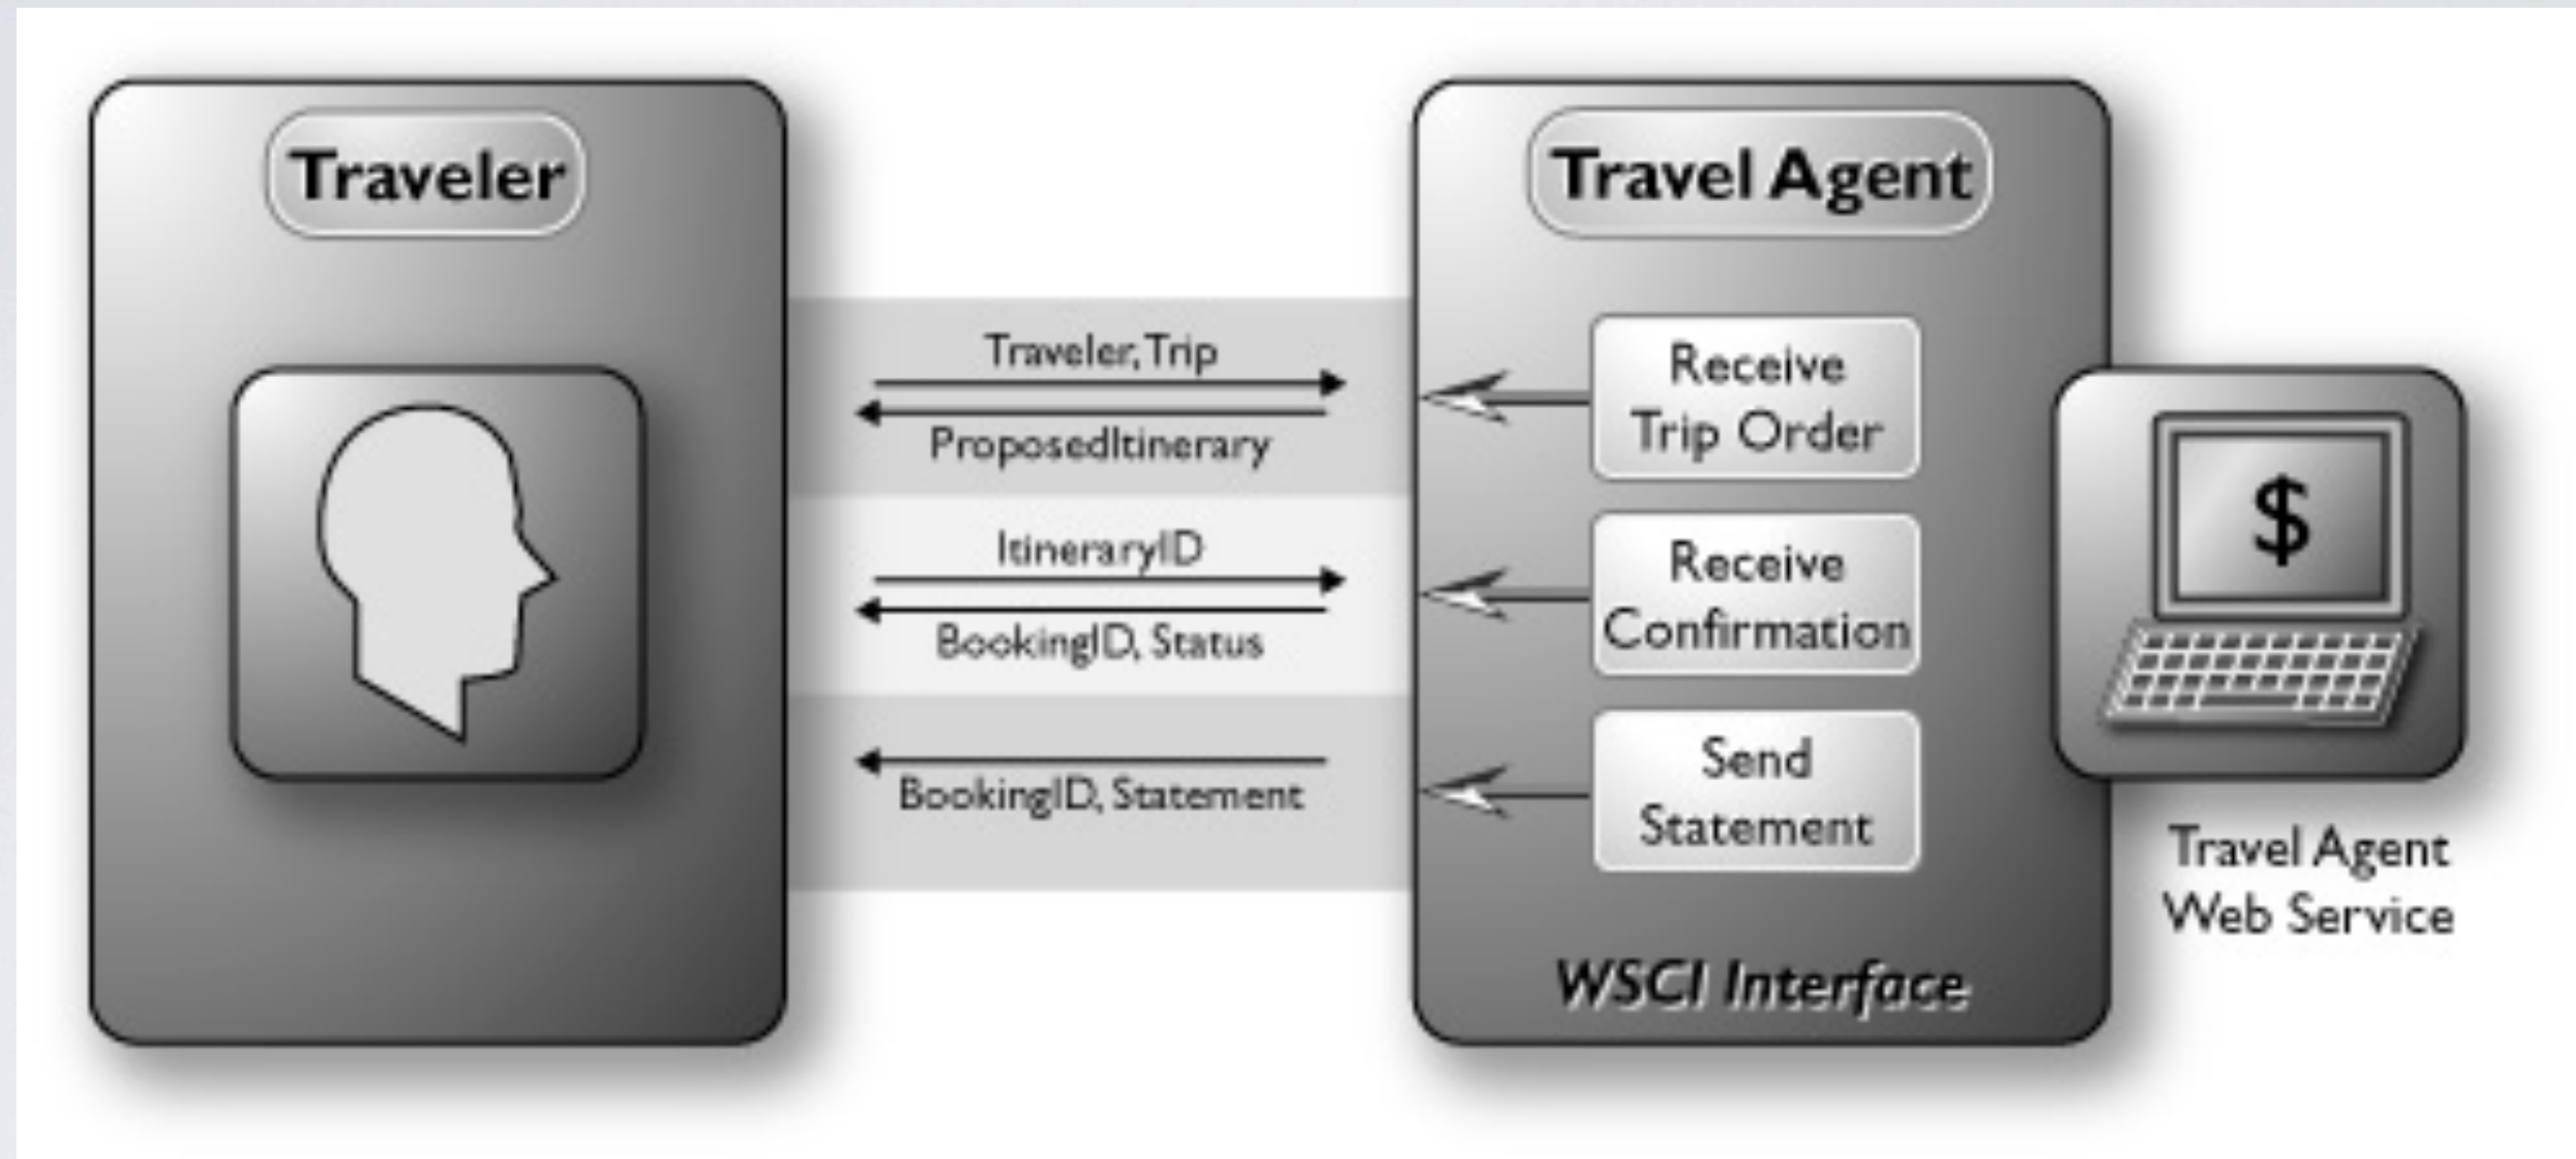 Traveler
Travel Agent
Traveler, Trip
ProposedItinerary
ItineraryID
BookingID, Status
BookingID, Statement
Receive
Trip Order
Receive
Confirmation
Send
Statement
WSCI Interface
$
Travel Agent
Web Service